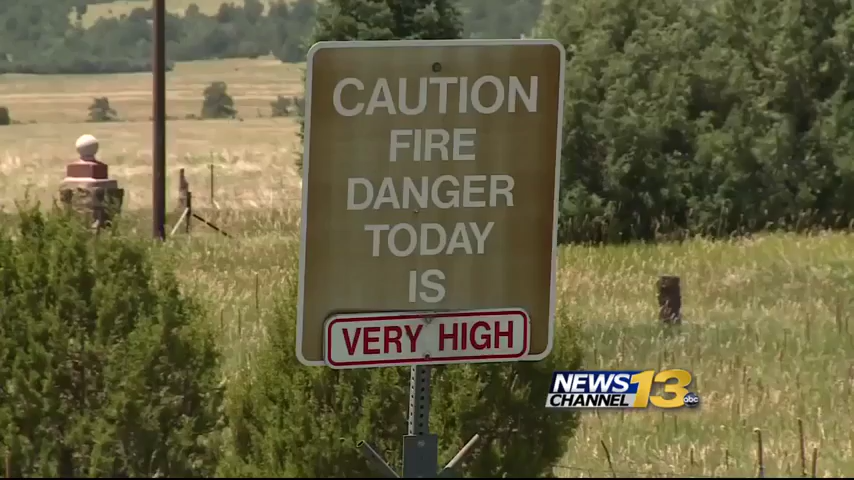 CAUTION
FIRE
DANGER
TODAY
IS
VERY HIGH
NEWS 13
CHANNEL abc